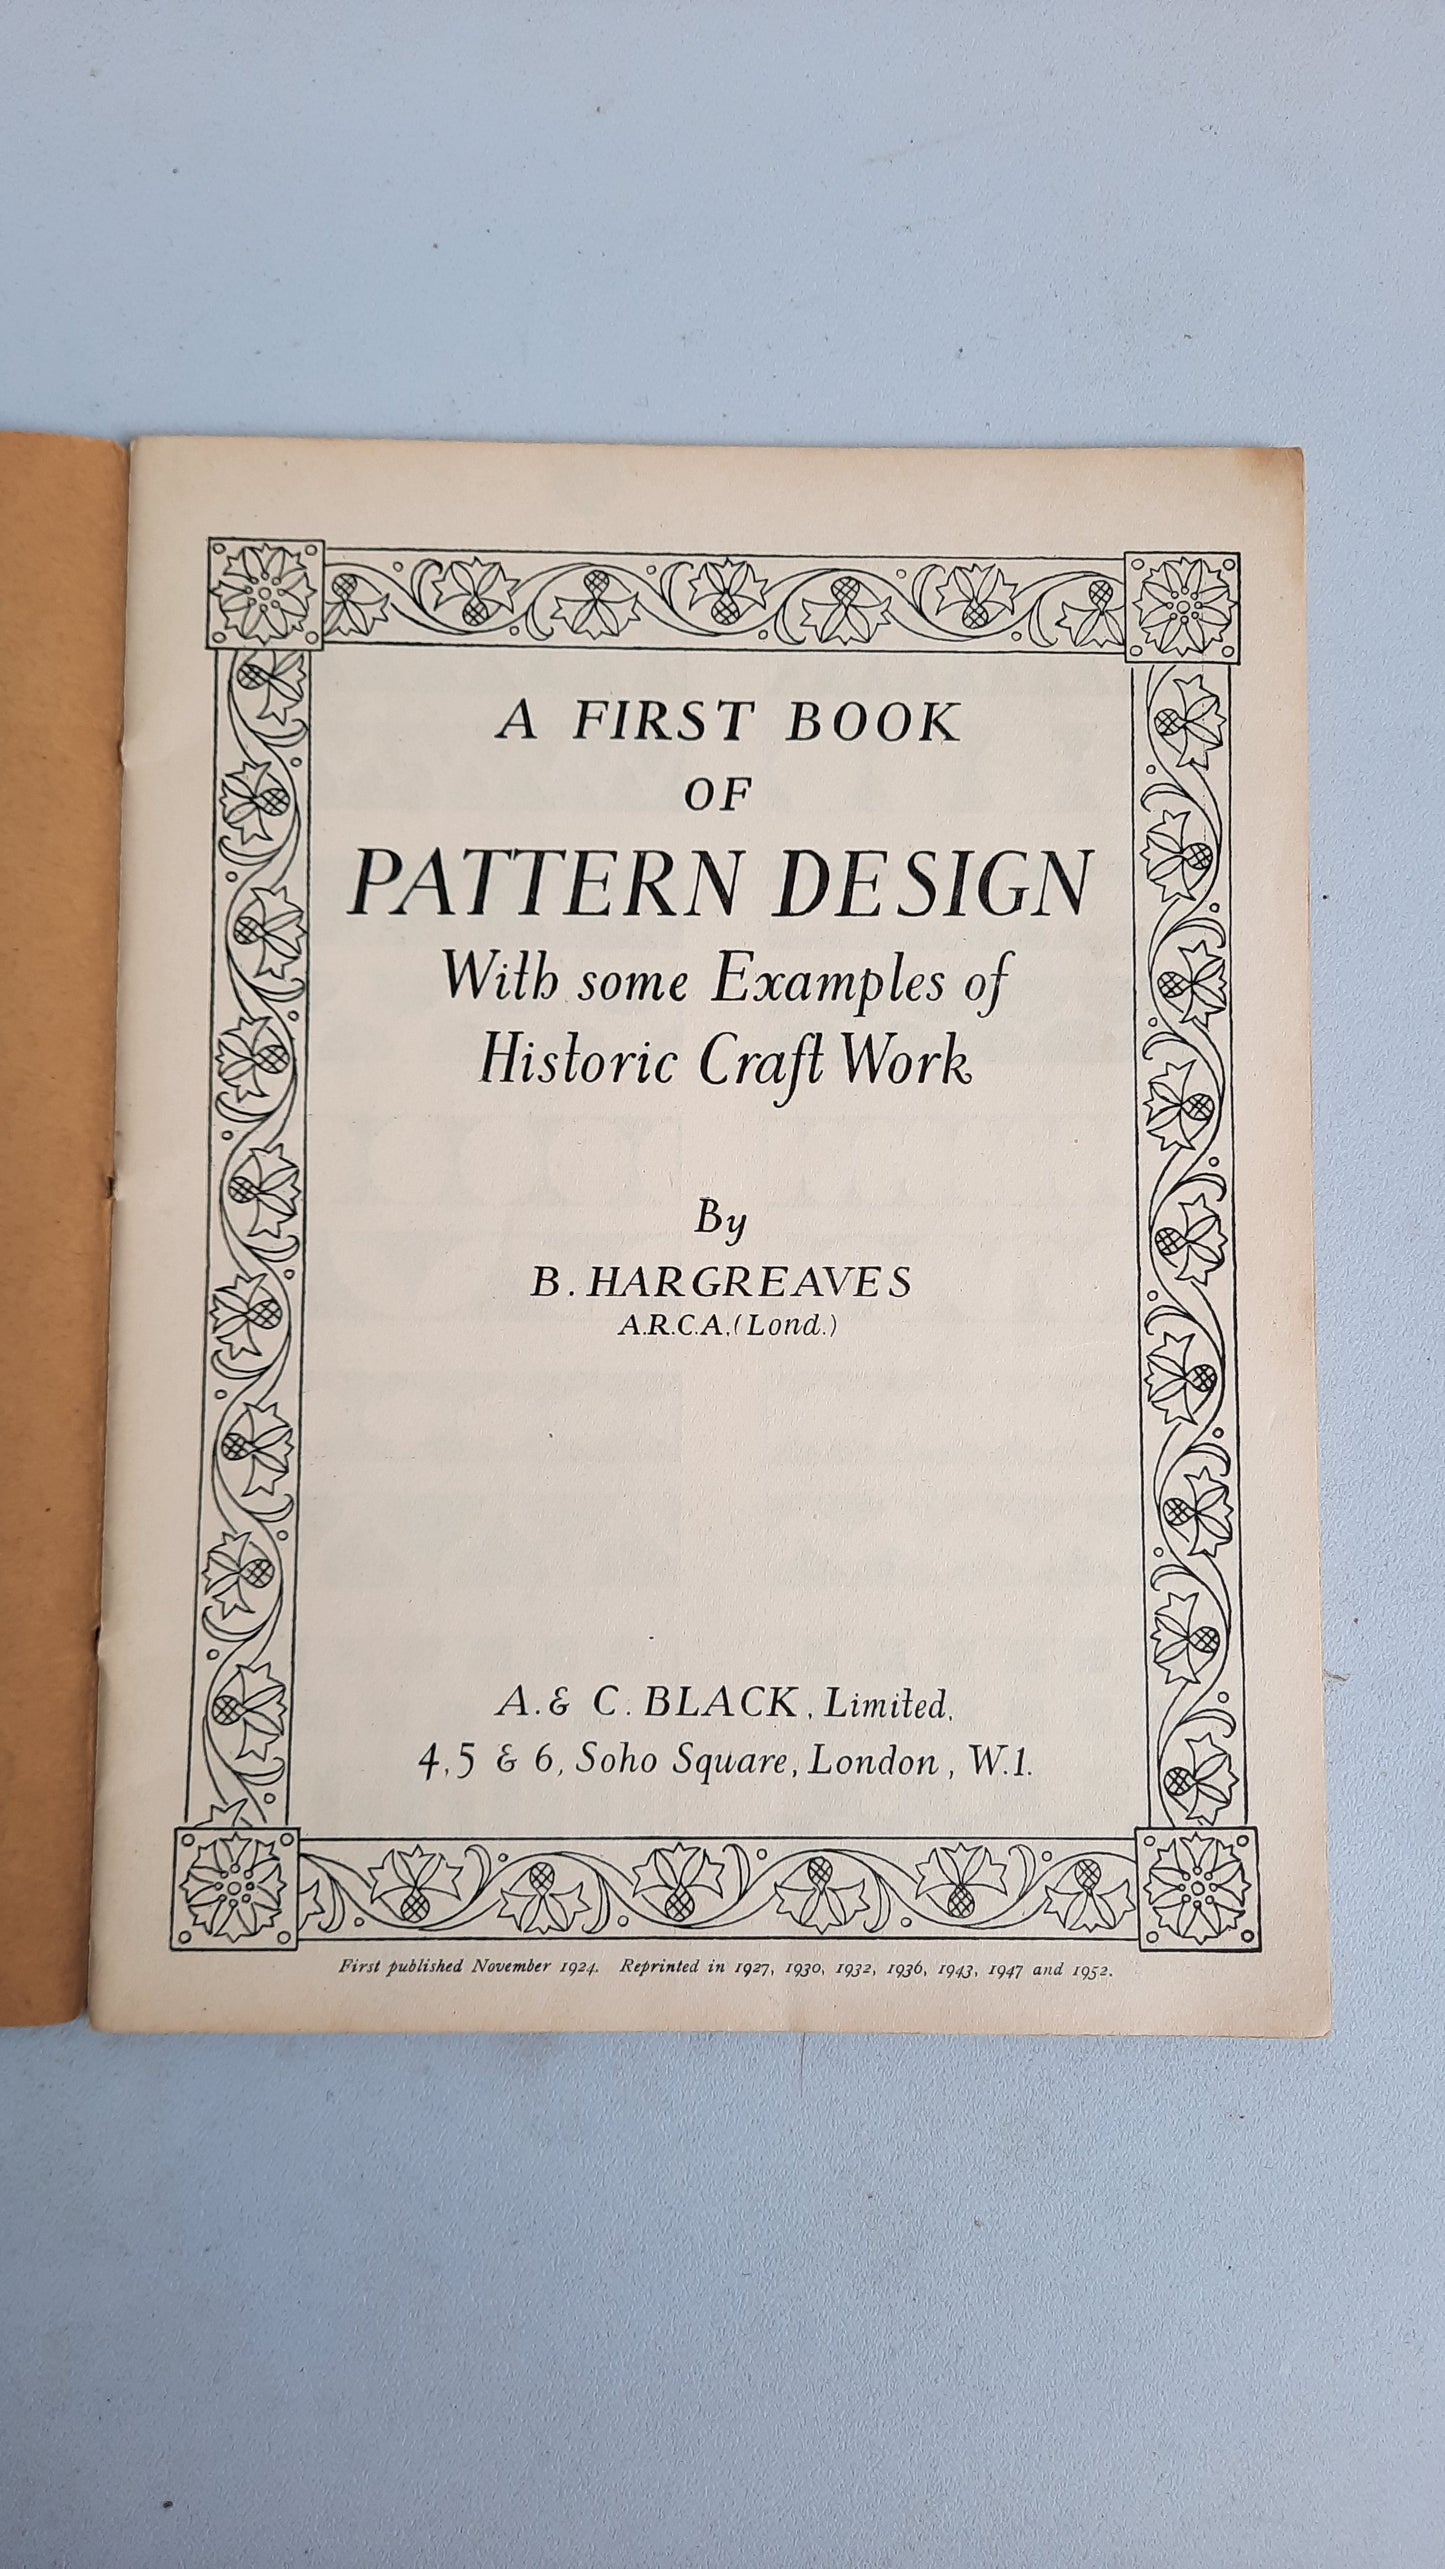 A FIRST BOOK
OF
PATTERN DESIGN
With some Examples of
Historic Craft Work
By
B. HARGREAVES
A.R.C.A. (Lond.)
A. & C. BLACK, Limited,
4, 5 & 6, Soho Square, London, W.1.
First published November 1924. Reprinted in 1927, 1930, 1932, 1936, 1943, 1947 and 1952.